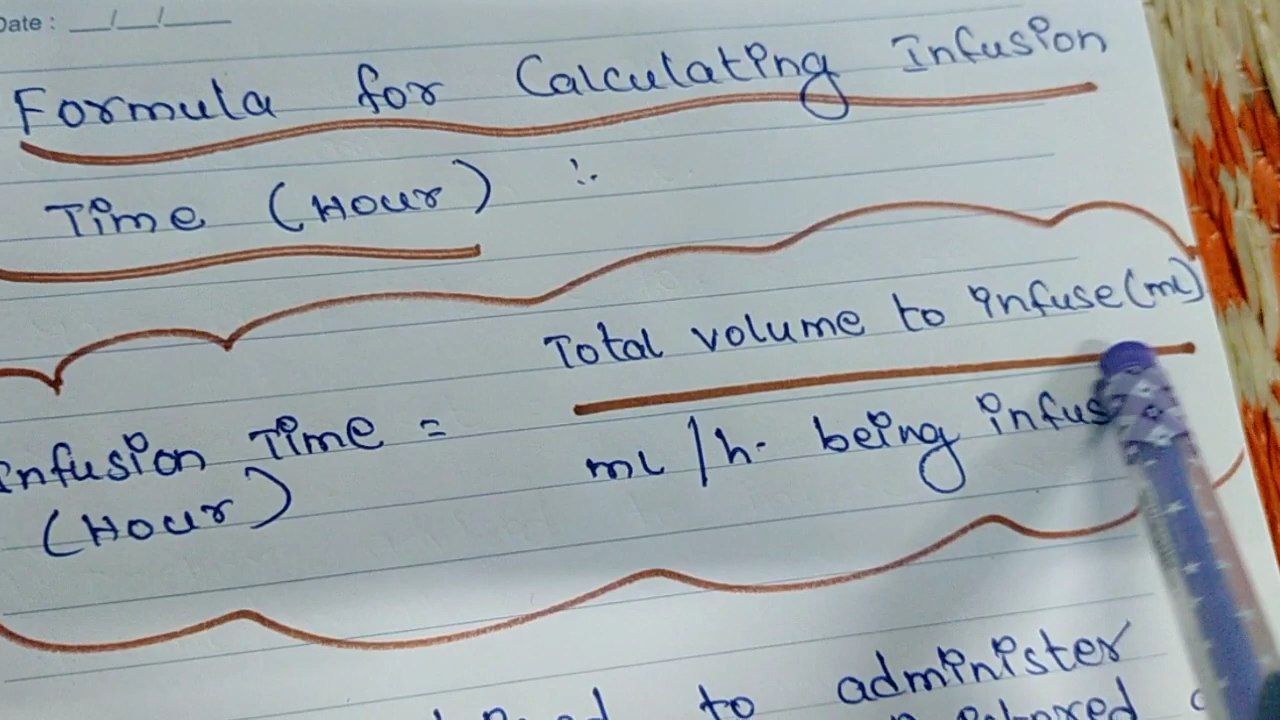 Date : __/__/____
Formula for Calculating Infusion
Time (Hour) :-
Total volume to infuse (ml)
Infusion Time =
ml/h. being
(Hour)
to administer